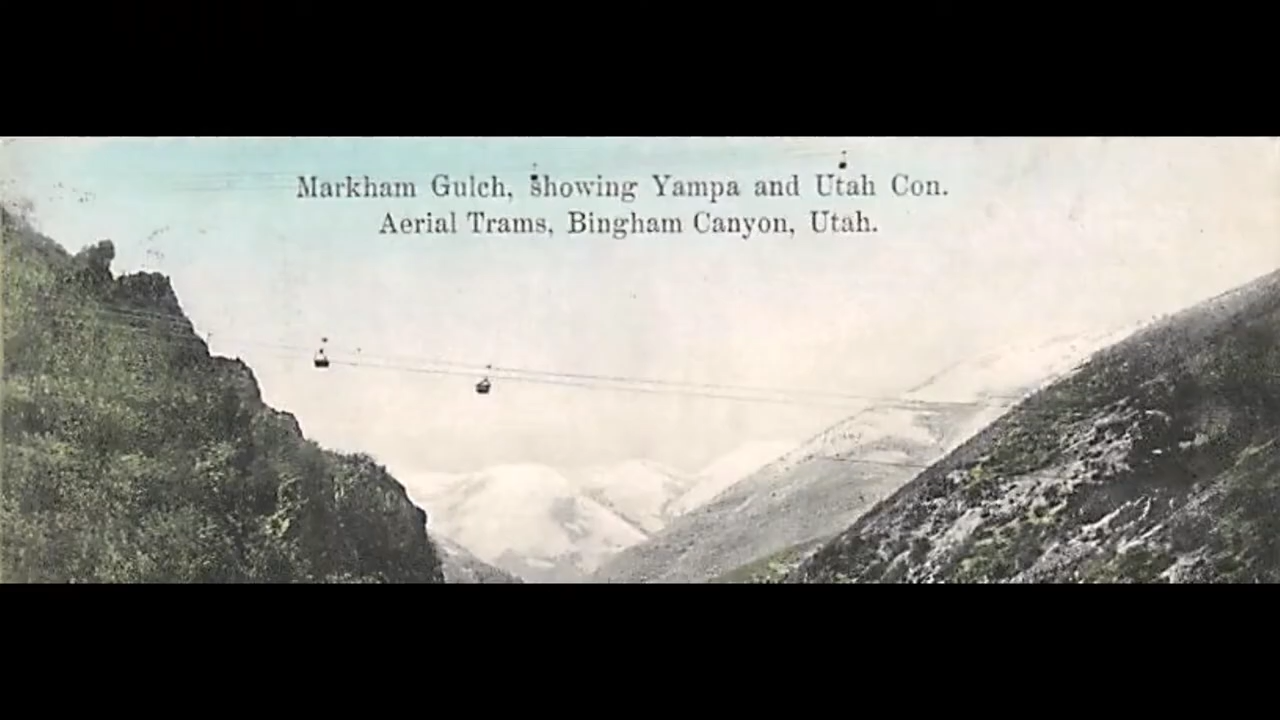 Markham Gulch, showing Yampa and Utah Con.
Aerial Trams, Bingham Canyon, Utah.